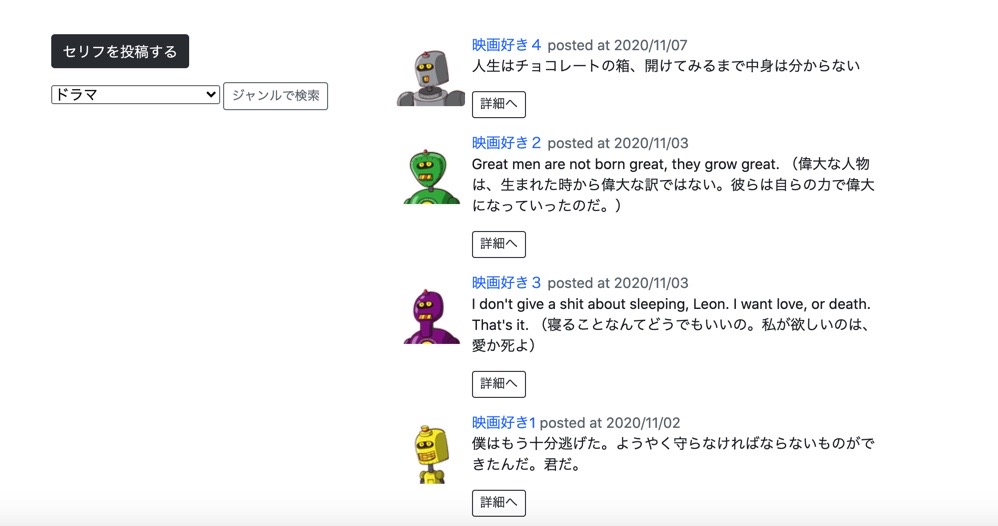 セリフを投稿する
ドラマ
ジャンルで検索
映画好き４ posted at 2020/11/07
人生はチョコレートの箱、開けてみるまで中身は分からない
詳細へ
映画好き２ posted at 2020/11/03
Great men are not born great, they grow great. （偉大な人物
は、生まれた時から偉大な訳ではない。彼らは自らの力で偉大
になっていったのだ。）
詳細へ
映画好き３ posted at 2020/11/03
I don't give a shit about sleeping, Leon. I want love, or death.
That's it. （寝ることなんてどうでもいいの。私が欲しいのは、
愛か死よ）
詳細へ
映画好き1 posted at 2020/11/02
僕はもう十分逃げた。ようやく守らなければならないものがで
きたんだ。君だ。
詳細へ